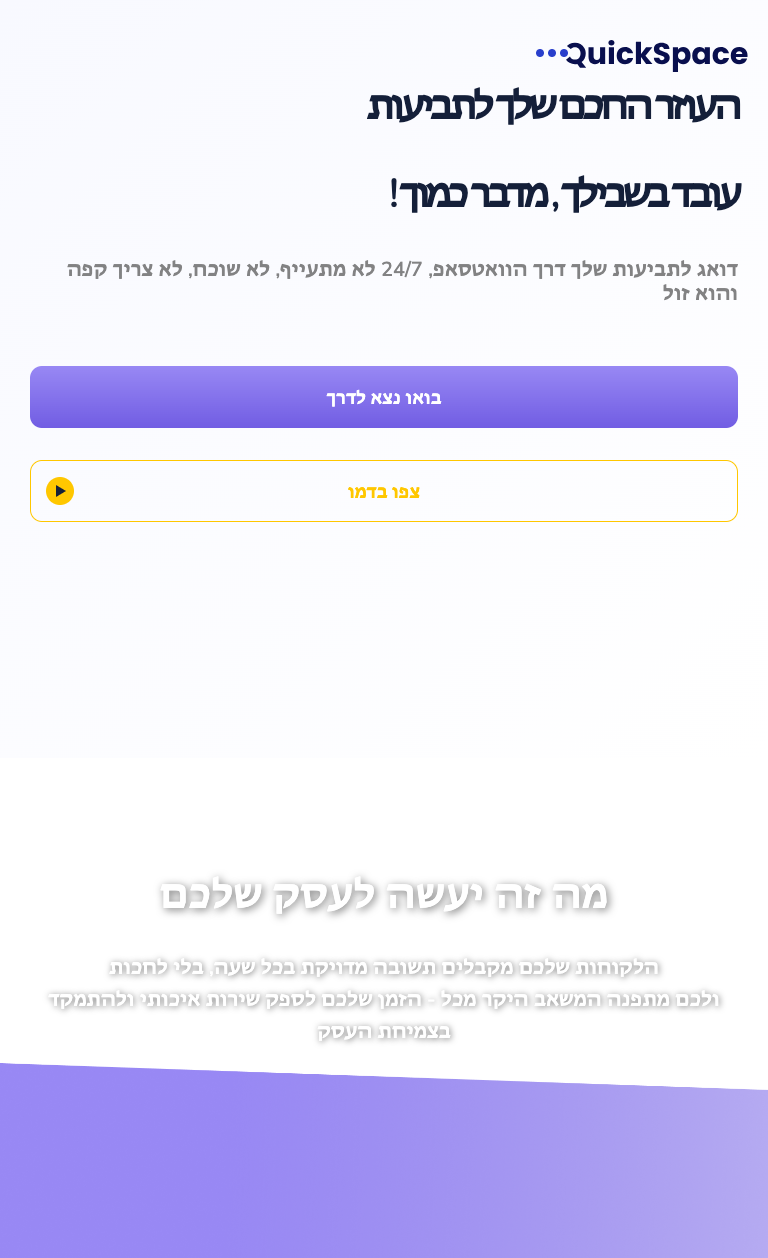 QuickSpace
העוזר החכם שלך לתביעות
עובד בשבילך, מדבר כמוך!
דואג לתביעות שלך דרך הוואטסאפ, 24/7 לא מתעייף, לא שוכח, לא צריך קפה
והוא זול
בואו נצא לדרך
צפו בדמו
מה זה יעשה לעסק שלכם
הלקוחות שלכם מקבלים תשובה מדויקת בכל שעה, בלי לחכות
ולכם מתפנה המשאב היקר מכל - הזמן שלכם לספק שירות איכותי ולהתמקד
בצמיחת העסק